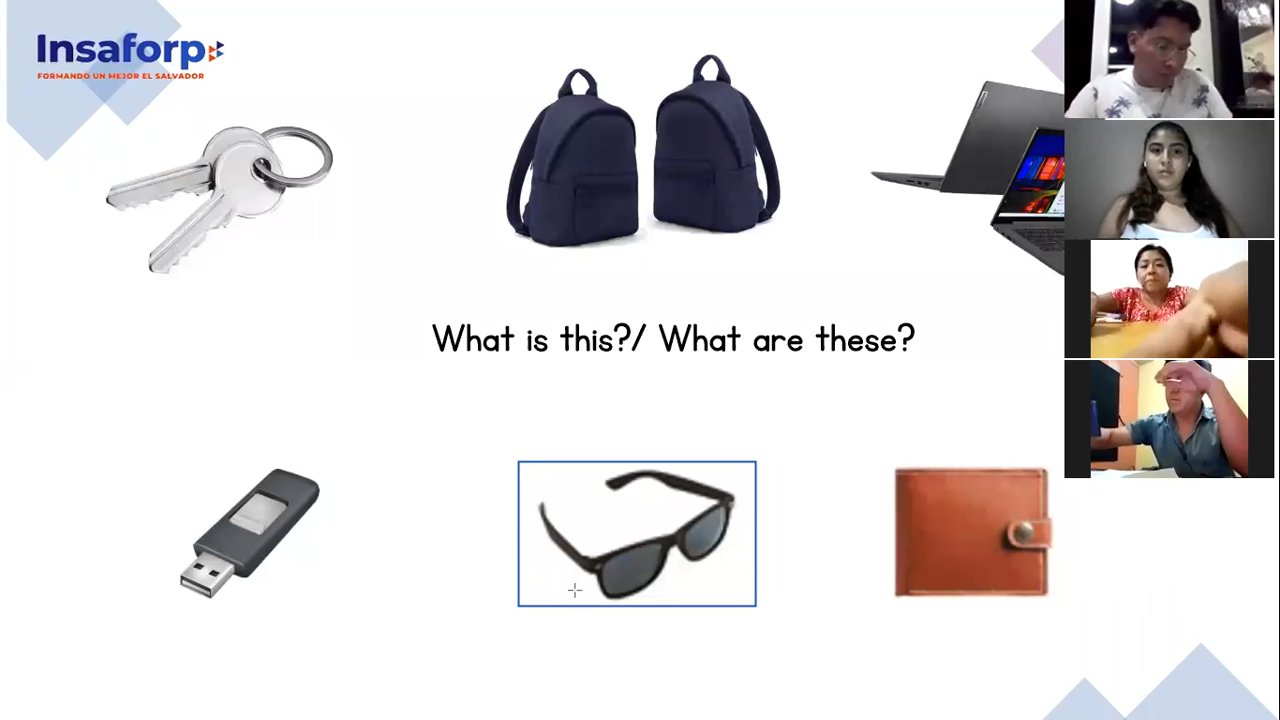 Insaforp
FORMANDO UN MEJOR EL SALVADOR
What is this?/ What are these?